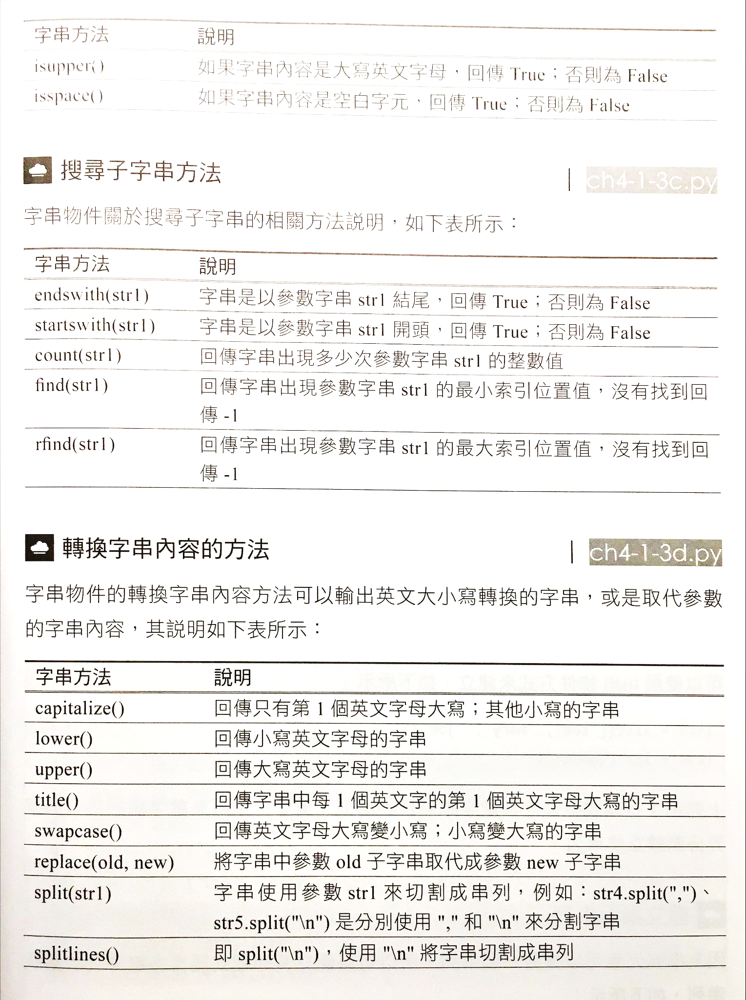 字串方法 說明
isupper() 如果字串內容是大寫英文字母，回傳 True；否則為 False
isspace() 如果字串內容是空白字元，回傳 True；否則為 False
搜尋子字串方法 ch4-1-3c.py
字串物件關於搜尋子字串的相關方法說明，如下表所示：
字串方法 說明
endswith(str1) 字串是以參數字串 str1 結尾，回傳 True；否則為 False
startswith(str1) 字串是以參數字串 str1 開頭，回傳 True；否則為 False
count(str1) 回傳字串出現多少次參數字串 str1 的整數值
find(str1) 回傳字串出現參數字串 str1 的最小索引位置值，沒有找到回
傳 -1
rfind(str1) 回傳字串出現參數字串 str1 的最大索引位置值，沒有找到回
傳 -1
轉換字串內容的方法 ch4-1-3d.py
字串物件的轉換字串內容方法可以輸出英文大小寫轉換的字串，或是取代參數
的字串內容，其說明如下表所示：
字串方法 說明
capitalize() 回傳只有第 1 個英文字母大寫；其他小寫的字串
lower() 回傳小寫英文字母的字串
upper() 回傳大寫英文字母的字串
title() 回傳字串中每 1 個英文字的第 1 個英文字母大寫的字串
swapcase() 回傳英文字母大寫變小寫；小寫變大寫的字串
replace(old, new) 將字串中參數 old 子字串取代成參數 new 子字串
split(str1) 字串使用參數 str1 來切割成串列，例如：str4.split(",")、
str5.split("\n") 是分別使用 "," 和 "\n" 來分割字串
splitlines() 即 split("\n")，使用 "\n" 將字串切割成串列